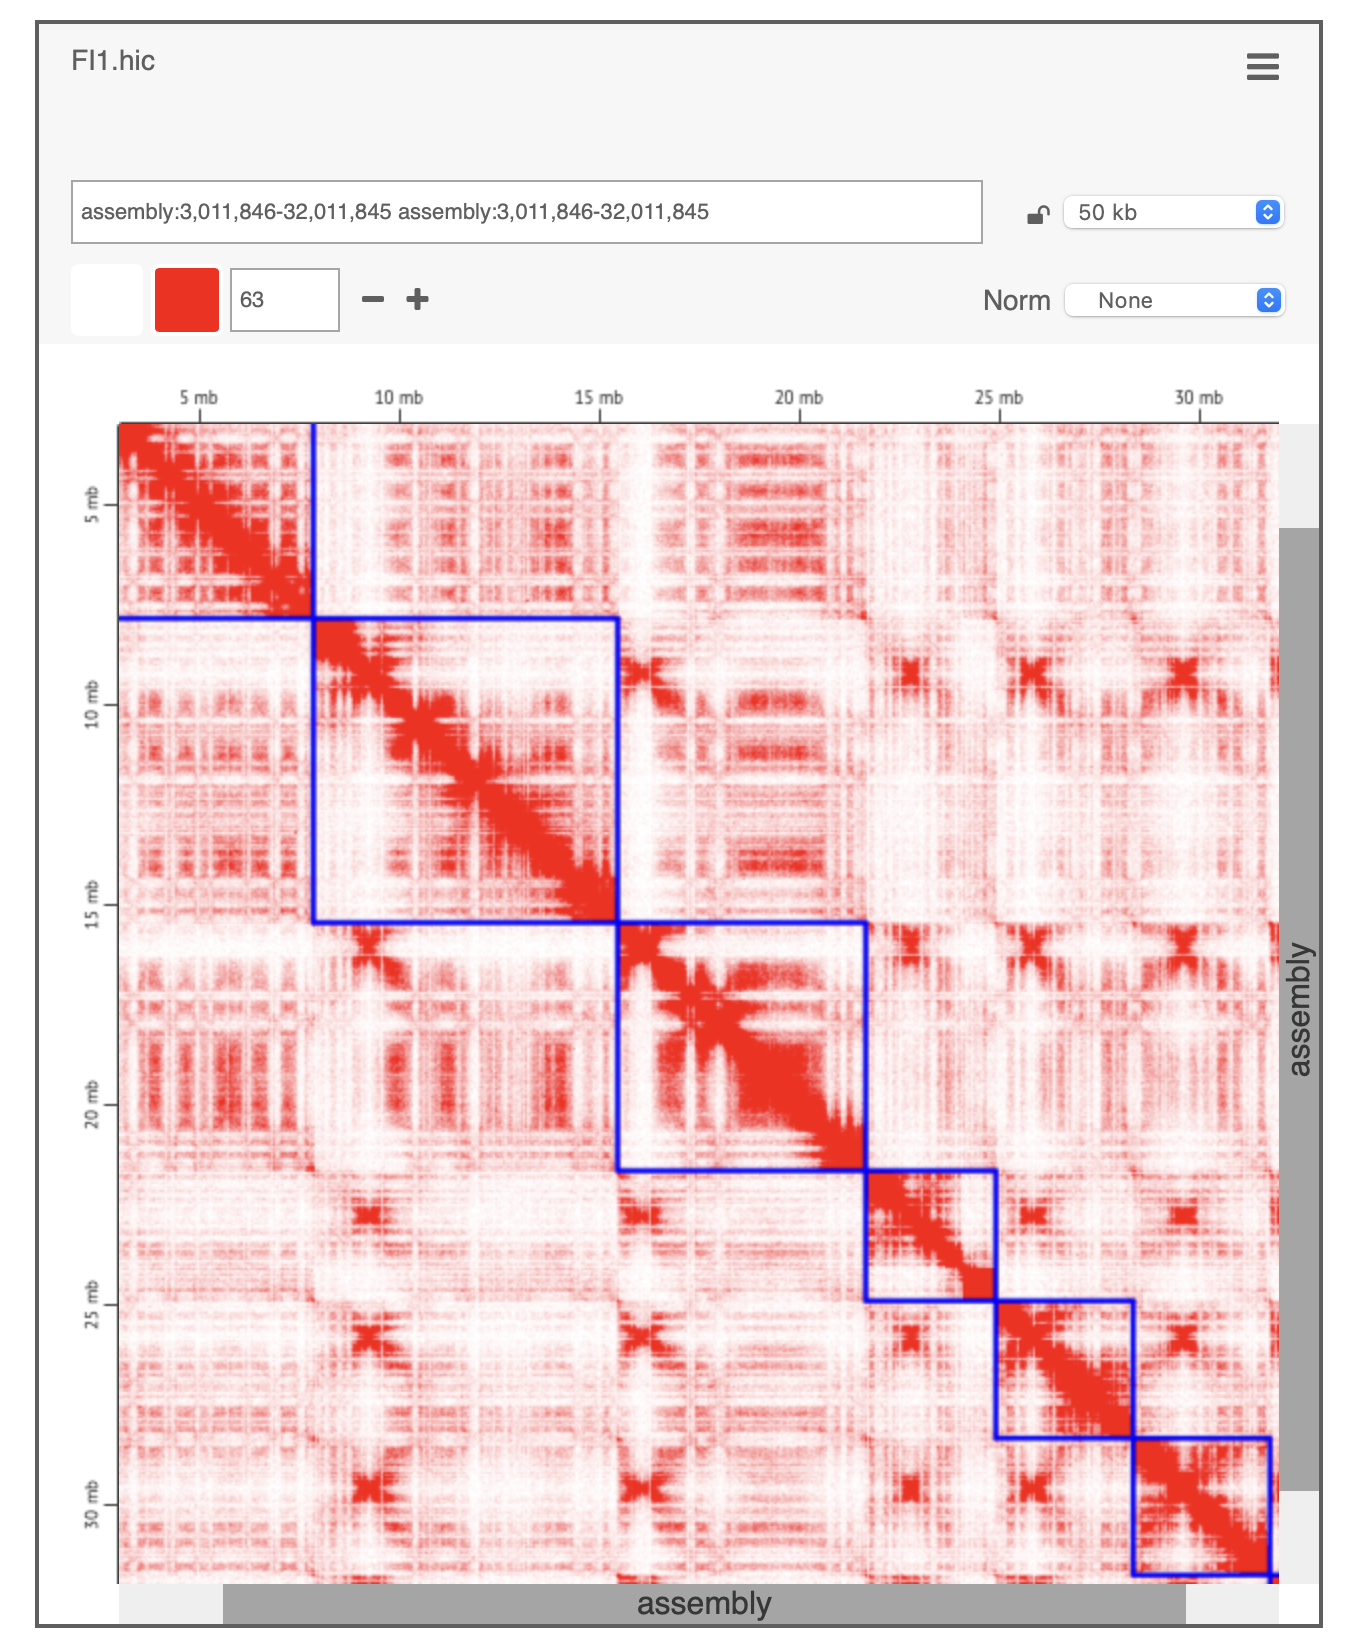 FI1.hic
assembly:3,011,846-32,011,845 assembly:3,011,846-32,011,845
50 kb
63
Norm
None
5 mb 10 mb 15 mb 20 mb 25 mb 30 mb
5 mb
10 mb
15 mb
20 mb
25 mb
30 mb
assembly
assembly